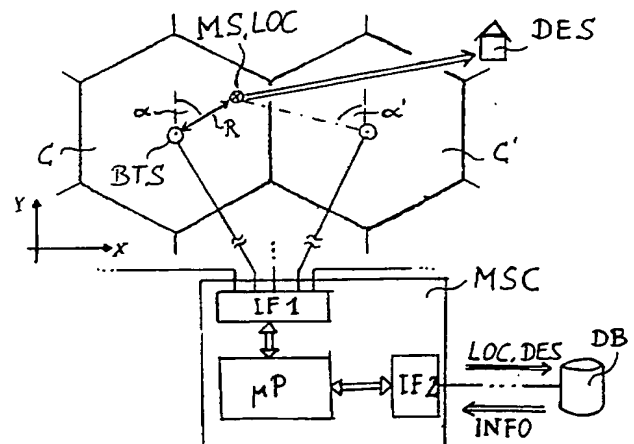 MS,LOC
DES
α
α'
R
C
BTS
C'
Y
X
MSC
IF1
DB
LOC,DES
μP
IF2
INFO